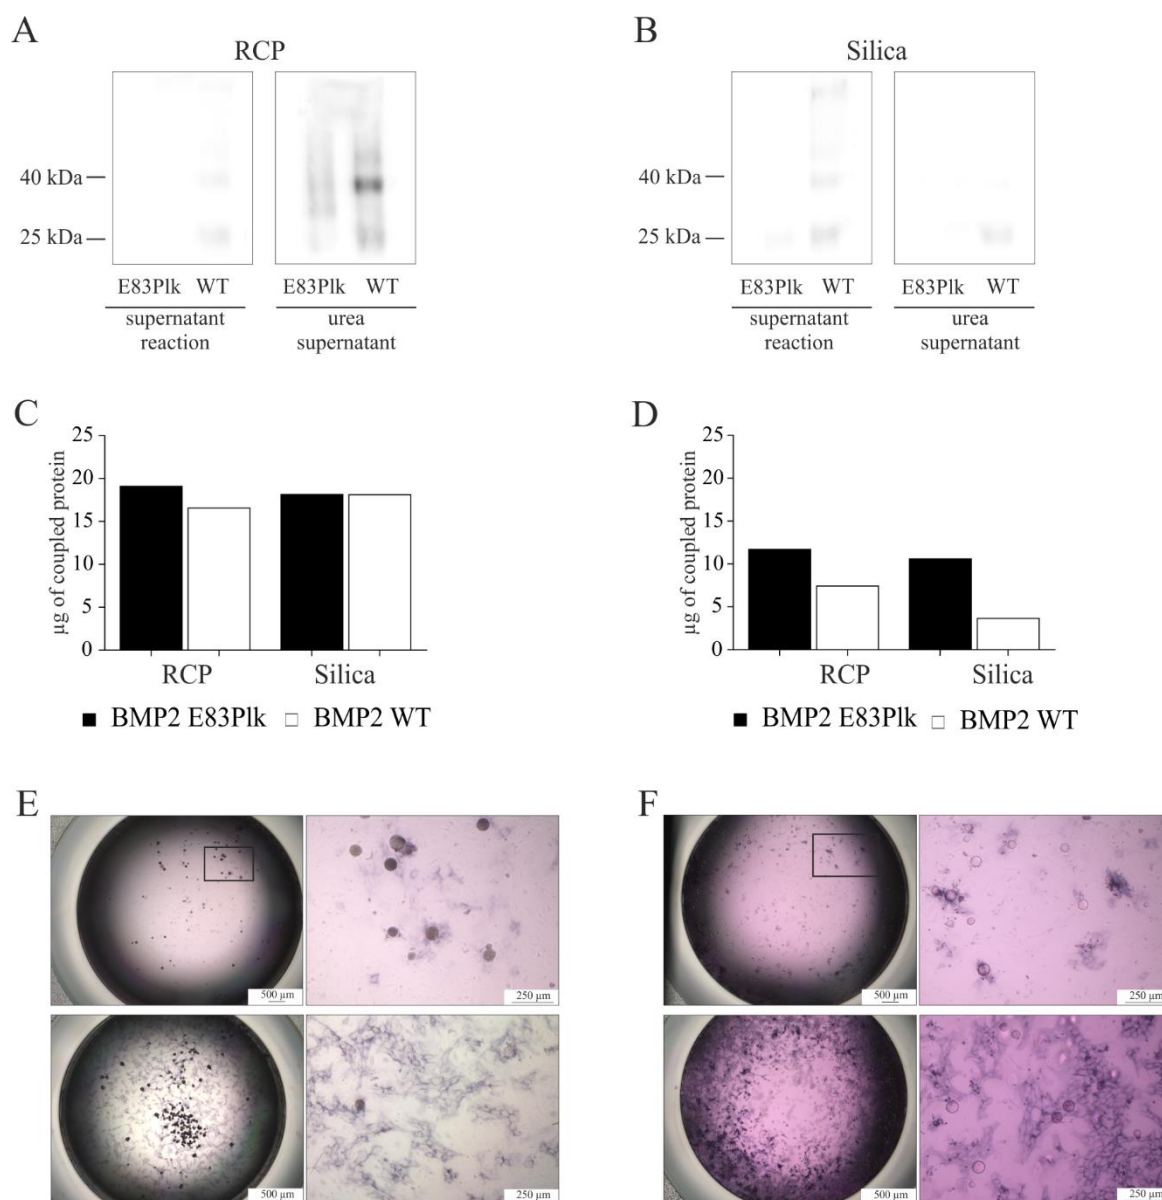 A
RCP
40 kDa
25 kDa
E83Plk WT E83Plk WT
supernatant reaction
urea supernatant
B
Silica
40 kDa
25 kDa
E83Plk WT E83Plk WT
supernatant reaction
urea supernatant
C
µg of coupled protein
25
20
15
10
5
0
RCP Silica
BMP2 E83Plk BMP2 WT
D
µg of coupled protein
25
20
15
10
5
0
RCP Silica
BMP2 E83Plk BMP2 WT
E
500 µm
250 µm
500 µm
250 µm
F
500 µm
250 µm
500 µm
250 µm